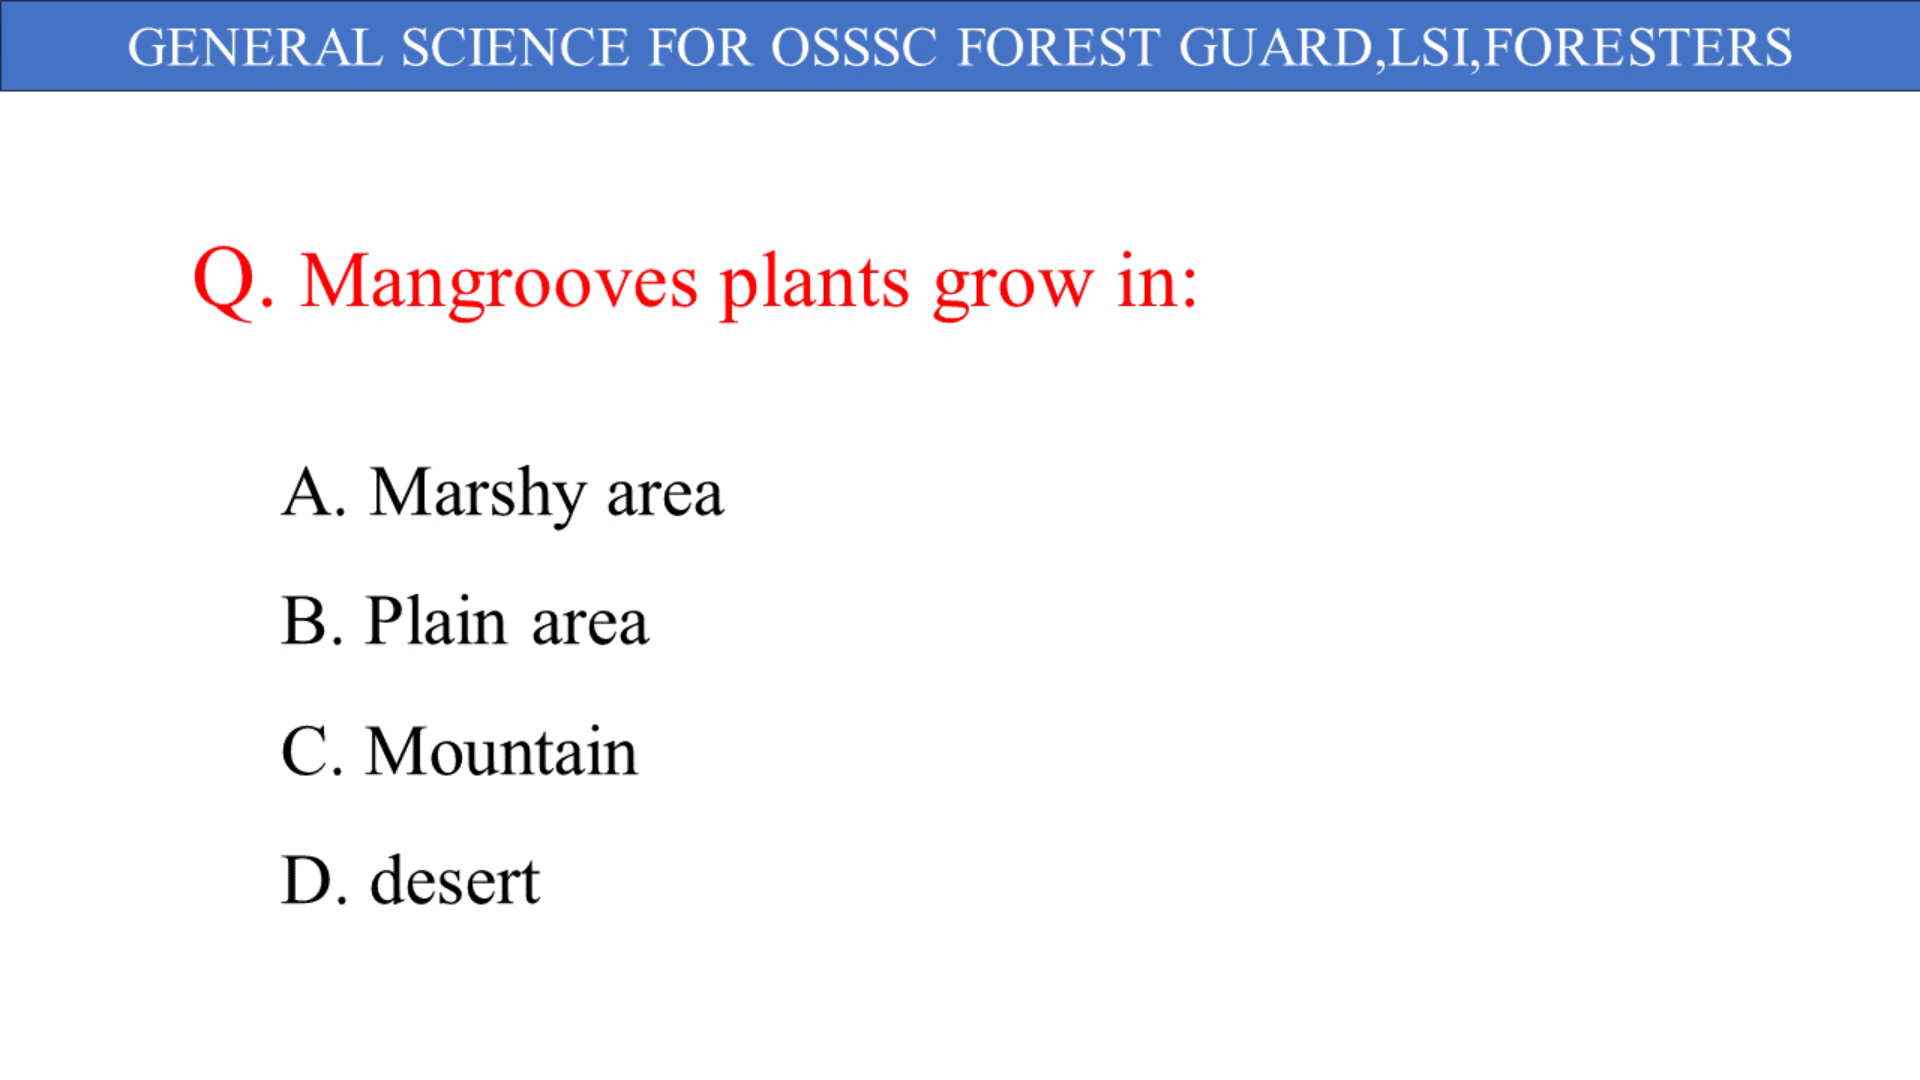 GENERAL SCIENCE FOR OSSSC FOREST GUARD,LSI,FORESTERS
Q. Mangrooves plants grow in:
A. Marshy area
B. Plain area
C. Mountain
D. desert